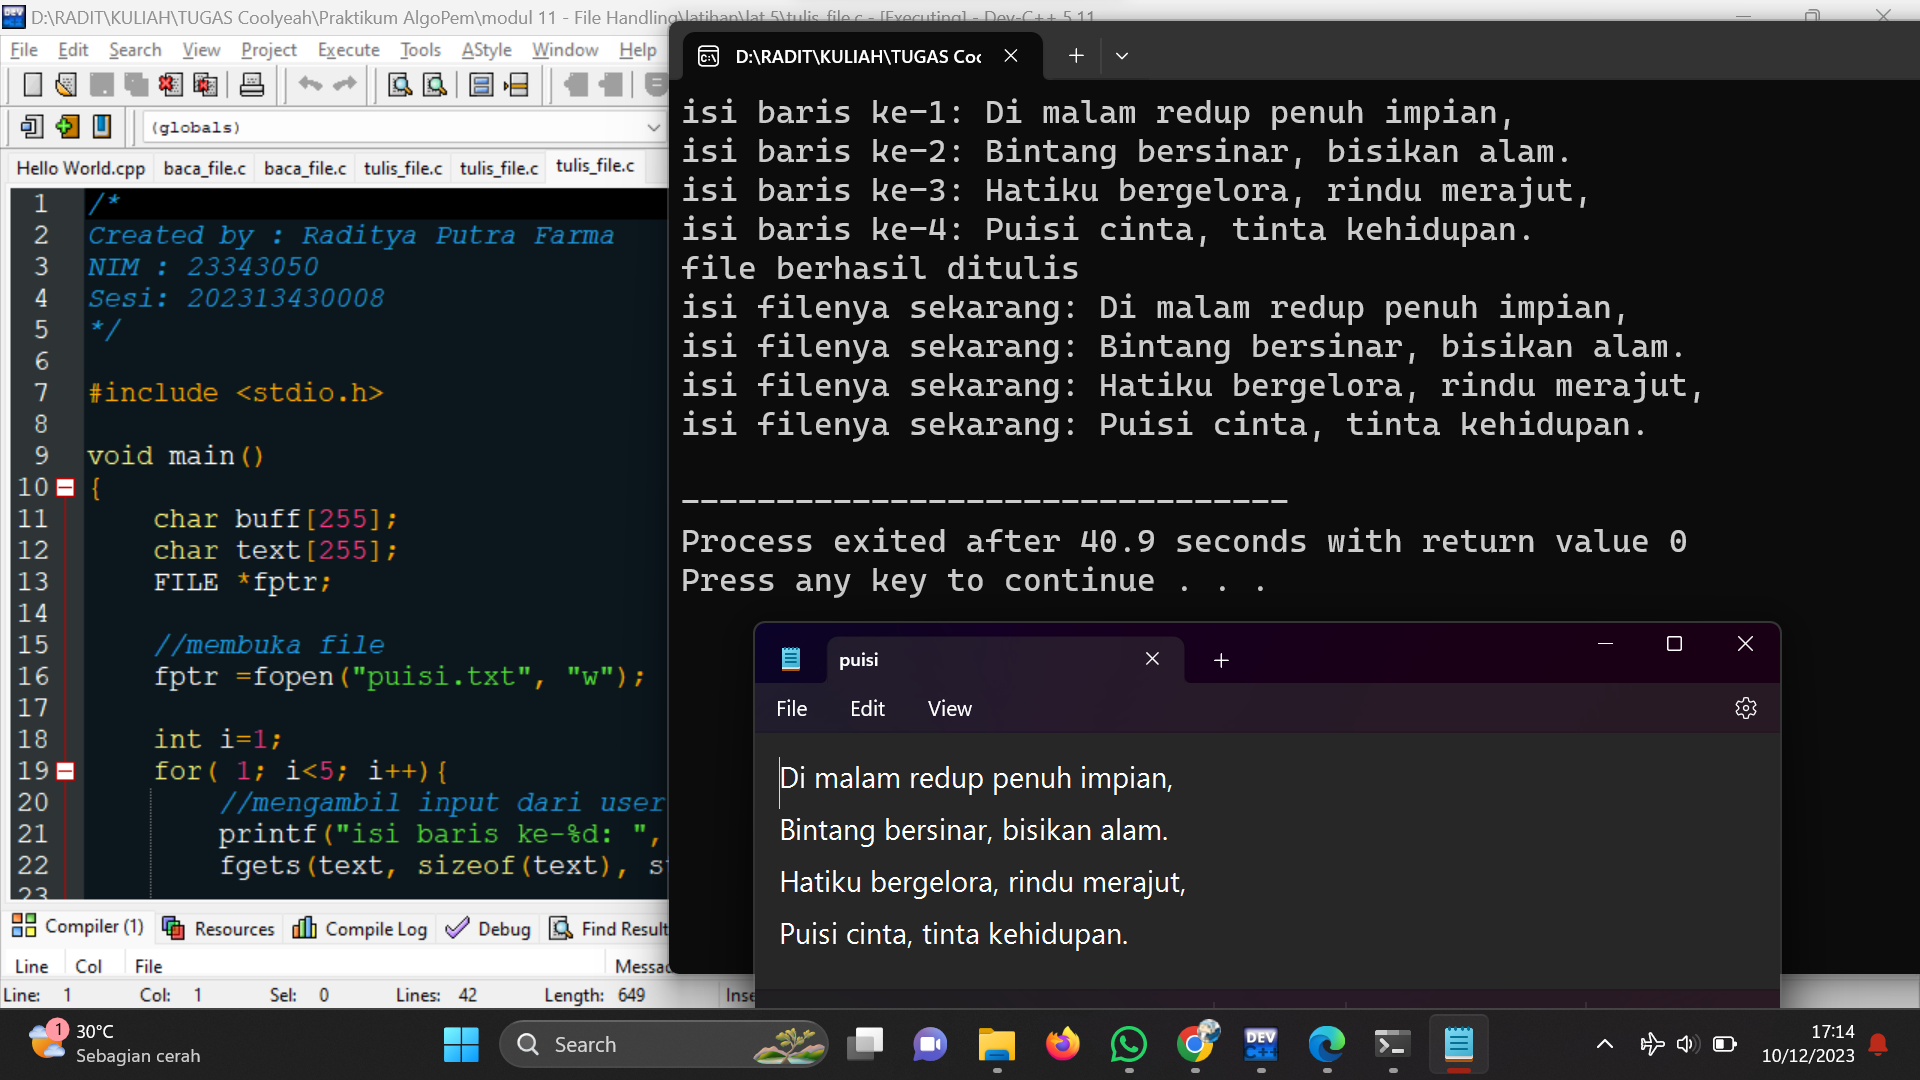 D:\RADIT\KULIAH\TUGAS Coolyeah\Praktikum AlgoPem\modul 11 - File Handling\latihan\lat 5\tulis_file.c - [Executing] - Dev-C++ 5.11
File Edit Search View Project Execute Tools AStyle Window Help
(globals)
Hello World.cpp baca_file.c baca_file.c tulis_file.c tulis_file.c tulis_file.c
1 /*
2 Created by : Raditya Putra Farma
3 NIM : 23343050
4 Sesi: 202313430008
5 */
6
7 #include <stdio.h>
8
9 void main()
10 {
11 char buff[255];
12 char text[255];
13 FILE *fptr;
14
15 //membuka file
16 fptr =fopen("puisi.txt", "w");
17
18 int i=1;
19 for( 1; i<5; i++){
20 //mengambil input dari user
21 printf("isi baris ke-%d: ",
22 fgets(text, sizeof(text), s
23
Compiler (1) Resources Compile Log Debug Find Result
Line Col File Messa
Line: 1 Col: 1 Sel: 0 Lines: 42 Length: 649 Inse
D:\RADIT\KULIAH\TUGAS Coc
isi baris ke-1: Di malam redup penuh impian,
isi baris ke-2: Bintang bersinar, bisikan alam.
isi baris ke-3: Hatiku bergelora, rindu merajut,
isi baris ke-4: Puisi cinta, tinta kehidupan.
file berhasil ditulis
isi filenya sekarang: Di malam redup penuh impian,
isi filenya sekarang: Bintang bersinar, bisikan alam.
isi filenya sekarang: Hatiku bergelora, rindu merajut,
isi filenya sekarang: Puisi cinta, tinta kehidupan.
--------------------------------
Process exited after 40.9 seconds with return value 0
Press any key to continue . . .
puisi
File Edit View
Di malam redup penuh impian,
Bintang bersinar, bisikan alam.
Hatiku bergelora, rindu merajut,
Puisi cinta, tinta kehidupan.
1
30°C
Sebagian cerah
Search
DEV C++
17:14
10/12/2023